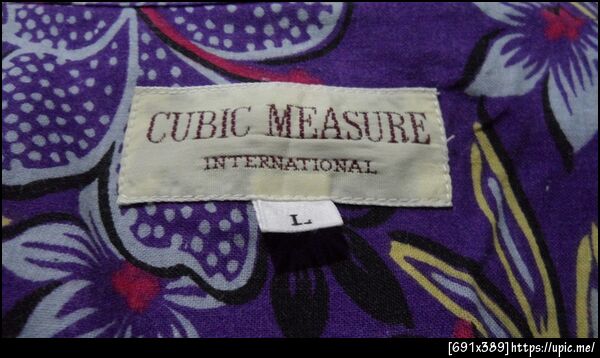 CUBIC MEASURE
INTERNATIONAL
L
[691x389]https://upic.me/